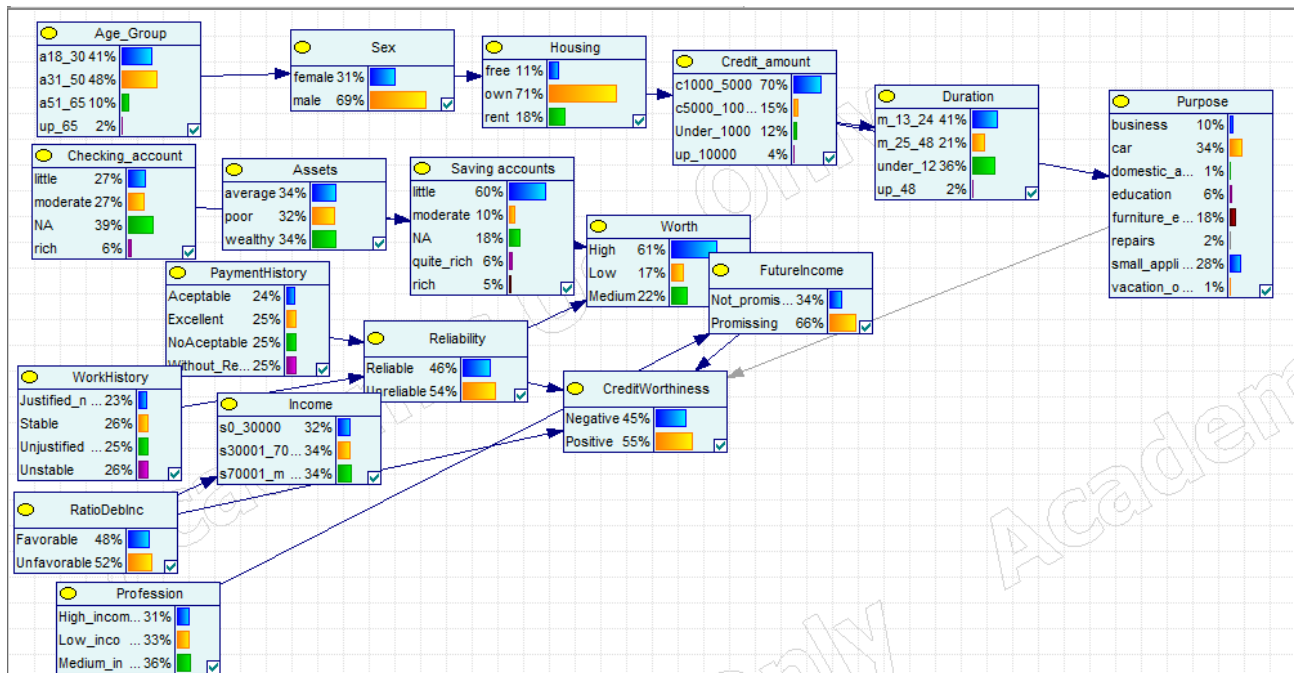 Age_Group
a18_30 41%
a31_50 48%
a51_65 10%
up_65 2%
Sex
female 31%
male 69%
Housing
free 11%
own 71%
rent 18%
Credit_amount
c1000_5000 70%
c5000_100... 15%
Under_1000 12%
up_10000 4%
Duration
m_13_24 41%
m_25_48 21%
under_12 36%
up_48 2%
Purpose
business 10%
car 34%
domestic_a... 1%
education 6%
furniture_e ... 18%
repairs 2%
small_appli ... 28%
vacation_o ... 1%
Checking_account
little 27%
moderate 27%
NA 39%
rich 6%
Assets
average 34%
poor 32%
wealthy 34%
Saving accounts
little 60%
moderate 10%
NA 18%
quite_rich 6%
rich 5%
Worth
High 61%
Low 17%
Medium 22%
FutureIncome
Not_promis... 34%
Promissing 66%
PaymentHistory
Aceptable 24%
Excellent 25%
NoAceptable 25%
Without_Re... 25%
Reliability
Reliable 46%
Unreliable 54%
CreditWorthiness
Negative 45%
Positive 55%
WorkHistory
Justified_n ... 23%
Stable 26%
Unjustified ... 25%
Unstable 26%
Income
s0_30000 32%
s30001_70... 34%
s70001_m ... 34%
RatioDebInc
Favorable 48%
Unfavorable 52%
Profession
High_incom... 31%
Low_inco ... 33%
Medium_in ... 36%
Only
Academ
only